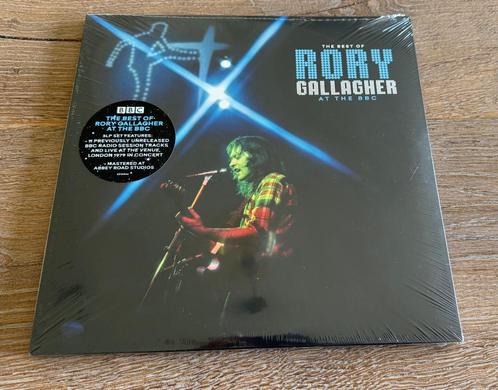 THE BEST OF
RORY
GALLAGHER
AT THE BBC
BBC
THE BEST OF
RORY GALLAGHER
AT THE BBC
3LP SET FEATURES:
• 11 PREVIOUSLY UNRELEASED
BBC RADIO SESSION TRACKS
AND LIVE AT THE VENUE,
LONDON 1979 IN CONCERT
• MASTERED AT
ABBEY ROAD STUDIOS